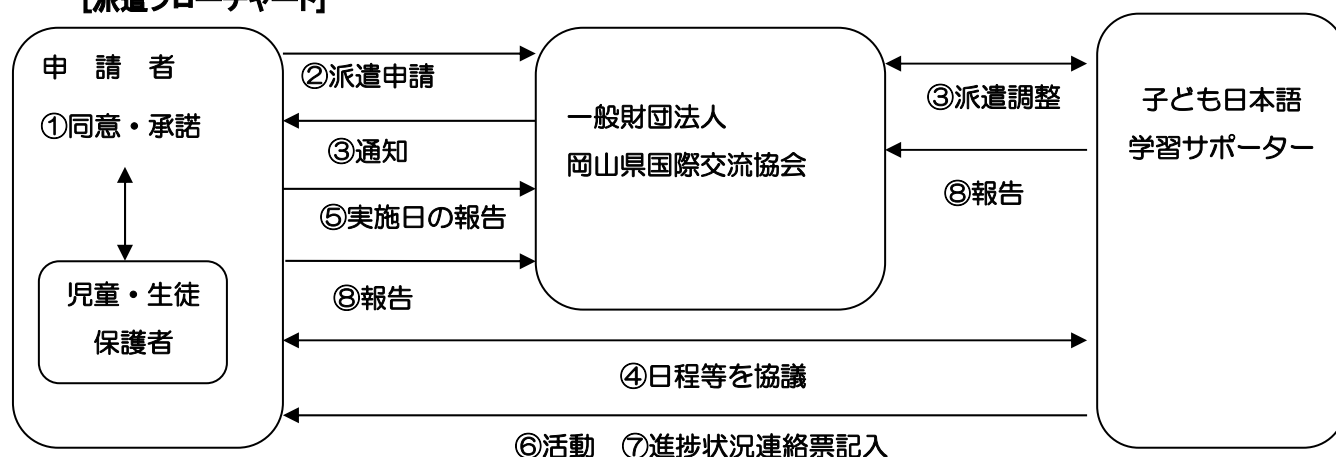 [派遣フローチャート]
申 請 者
①同意・承諾
児童・生徒
保護者
②派遣申請
③通知
⑤実施日の報告
⑧報告
一般財団法人
岡山県国際交流協会
③派遣調整
⑧報告
子ども日本語
学習サポーター
④日程等を協議
⑥活動 ⑦進捗状況連絡票記入